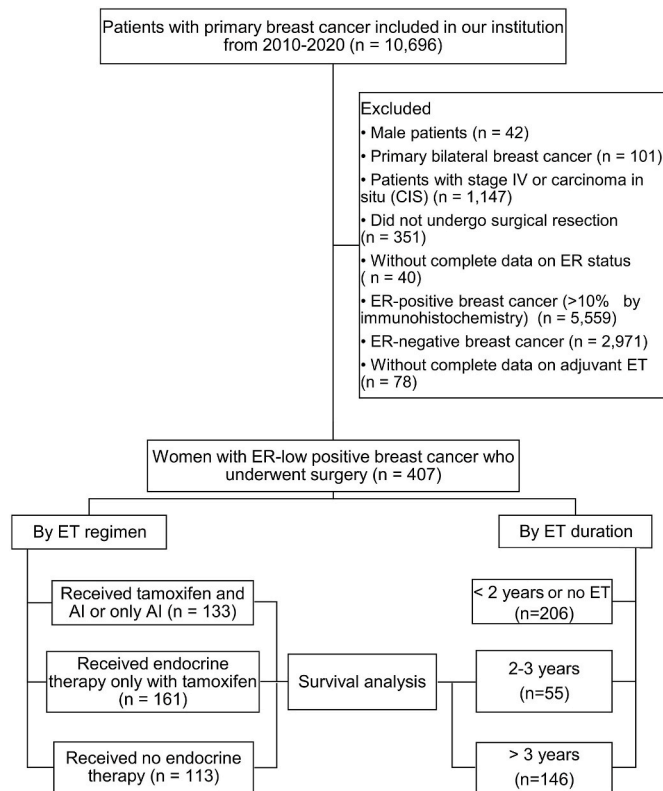 Patients with primary breast cancer included in our institution
from 2010-2020 (n = 10,696)
Excluded
• Male patients (n = 42)
• Primary bilateral breast cancer (n = 101)
• Patients with stage IV or carcinoma in
situ (CIS) (n = 1,147)
• Did not undergo surgical resection
(n = 351)
• Without complete data on ER status
( n = 40)
• ER-positive breast cancer (>10% by
immunohistochemistry) (n = 5,559)
• ER-negative breast cancer (n = 2,971)
• Without complete data on adjuvant ET
(n = 78)
Women with ER-low positive breast cancer who
underwent surgery (n = 407)
By ET regimen
By ET duration
Received tamoxifen and
AI or only AI (n = 133)
Received endocrine
therapy only with tamoxifen
(n = 161)
Received no endocrine
therapy (n = 113)
Survival analysis
< 2 years or no ET
(n=206)
2-3 years
(n=55)
> 3 years
(n=146)